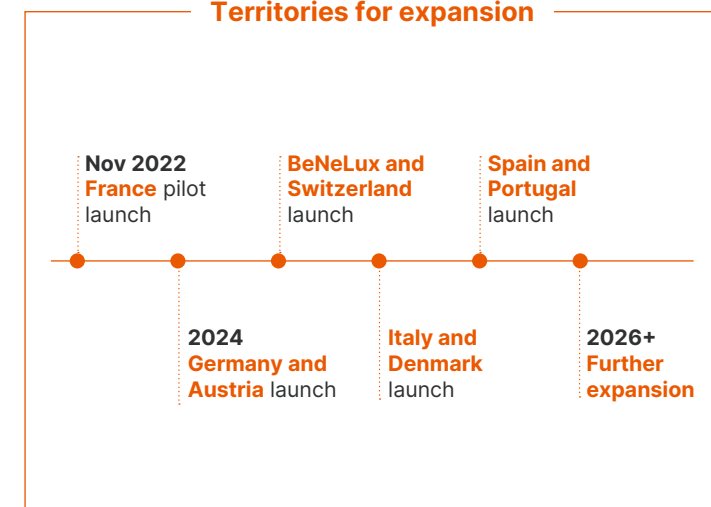 Territories for expansion
Nov 2022
France pilot
launch
2024
Germany and
Austria launch
BeNeLux and
Switzerland
launch
Italy and
Denmark
launch
Spain and
Portugal
launch
2026+
Further
expansion